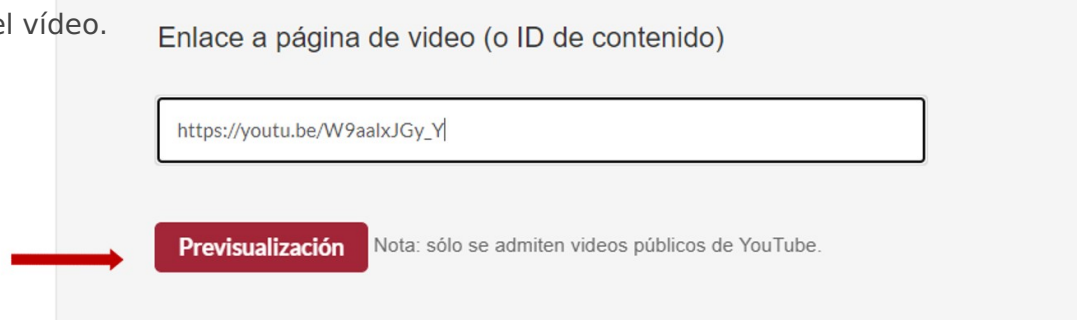 el vídeo.
Enlace a página de video (o ID de contenido)
https://youtu.be/W9aalxJGy_Y
Previsualización Nota: sólo se admiten videos públicos de YouTube.